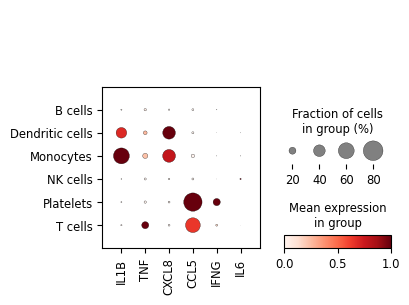 B cells
Dendritic cells
Monocytes
NK cells
Platelets
T cells
IL1B
TNF
CXCL8
CCL5
IFNG
IL6
Fraction of cells
in group (%)
20 40 60 80
Mean expression
in group
0.0 0.5 1.0